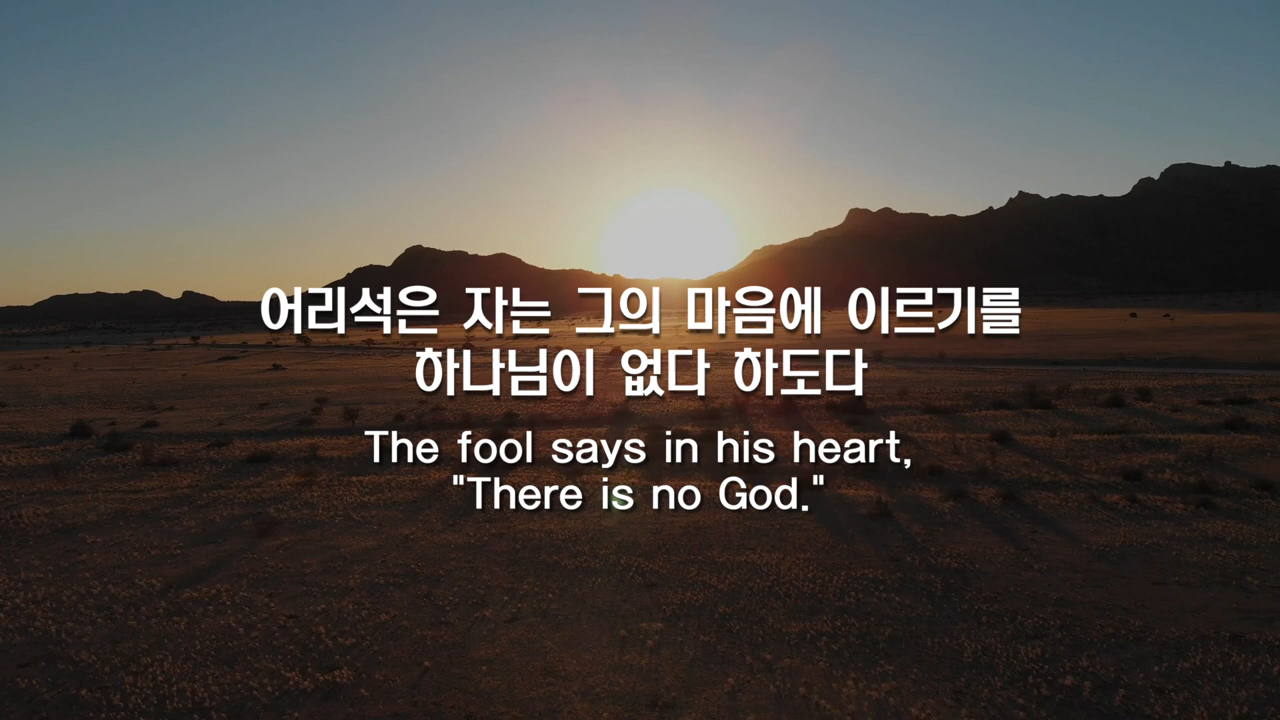 어리석은 자는 그의 마음에 이르기를
하나님이 없다 하도다
The fool says in his heart,
"There is no God."